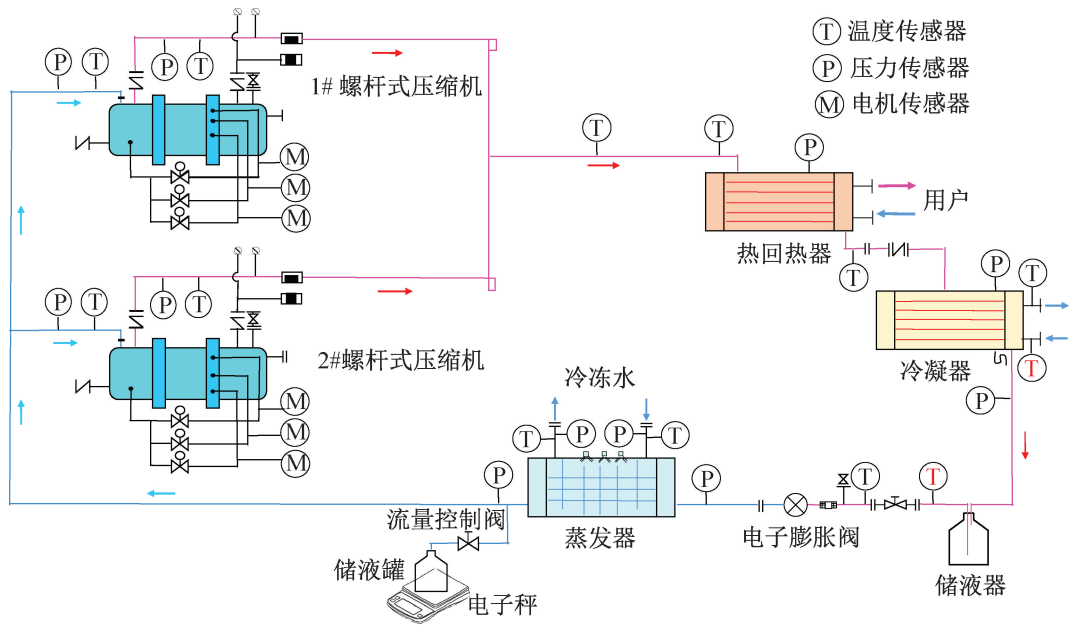 T 温度传感器
P T
P T
1# 螺杆式压缩机
P 压力传感器
M 电机传感器
T T
P
M
M
M
用户
热回热器
T
P T
P T
P T
2#螺杆式压缩机
冷凝器
T
P
冷冻水
M
M
M
T P P T
P
P
T T
流量控制阀
蒸发器
电子膨胀阀
储液罐
电子秤
储液器